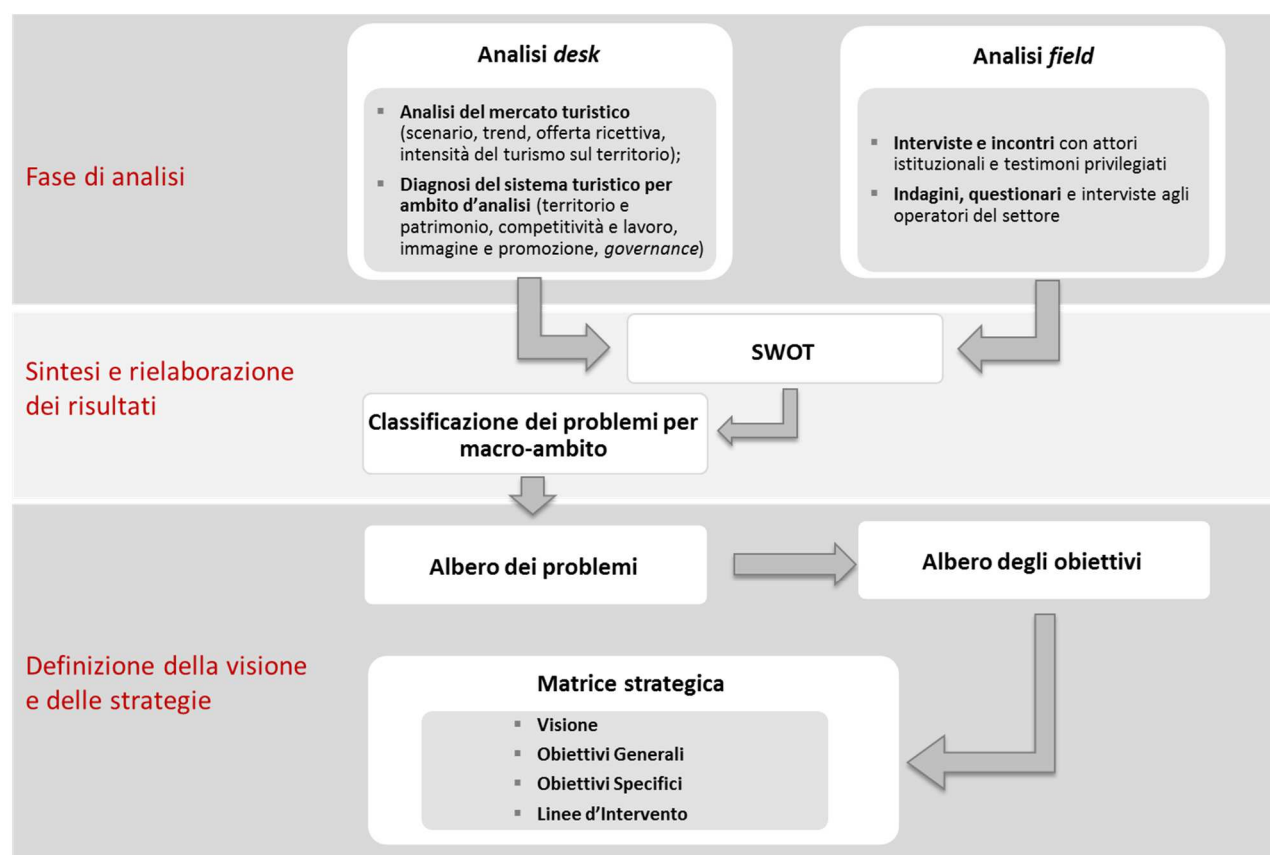 Fase di analisi
Analisi desk
▪ Analisi del mercato turistico
(scenario, trend, offerta ricettiva,
intensità del turismo sul territorio);
▪ Diagnosi del sistema turistico per
ambito d'analisi (territorio e
patrimonio, competitività e lavoro,
immagine e promozione, governance)
Analisi field
▪ Interviste e incontri con attori
istituzionali e testimoni privilegiati
▪ Indagini, questionari e interviste agli
operatori del settore
Sintesi e rielaborazione
dei risultati
SWOT
Classificazione dei problemi per
macro-ambito
Definizione della visione
e delle strategie
Albero dei problemi
Albero degli obiettivi
Matrice strategica
▪ Visione
▪ Obiettivi Generali
▪ Obiettivi Specifici
▪ Linee d'Intervento